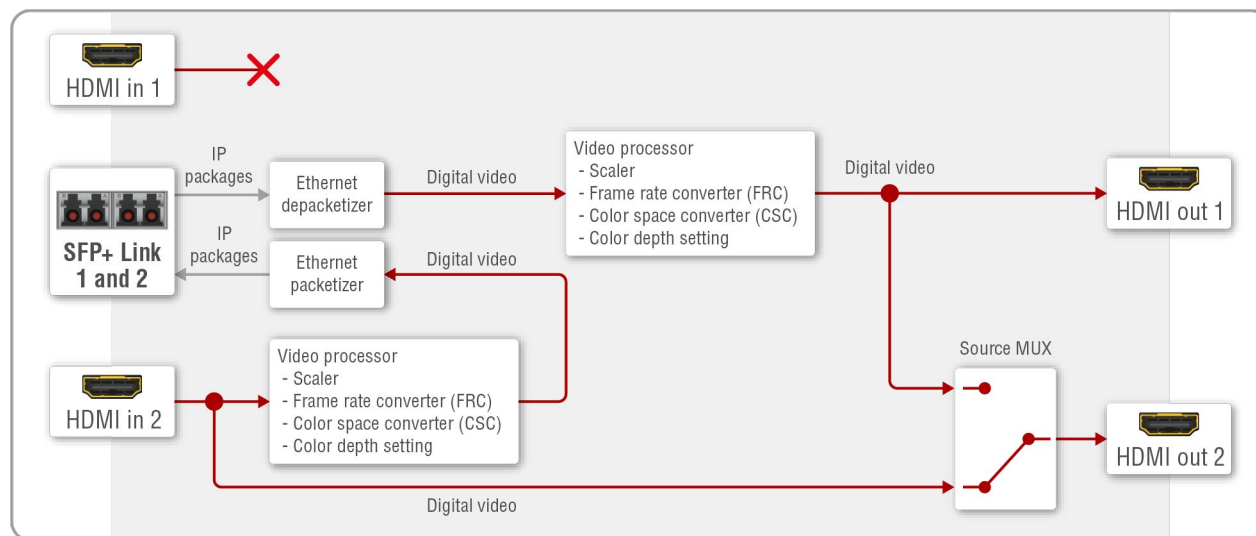 HDMI in 1
IP
packages
Ethernet
depacketizer
Digital video
Video processor
- Scaler
- Frame rate converter (FRC)
- Color space converter (CSC)
- Color depth setting
Digital video
HDMI out 1
SFP+ Link
1 and 2
IP
packages
Ethernet
packetizer
Digital video
HDMI in 2
Video processor
- Scaler
- Frame rate converter (FRC)
- Color space converter (CSC)
- Color depth setting
Source MUX
HDMI out 2
Digital video